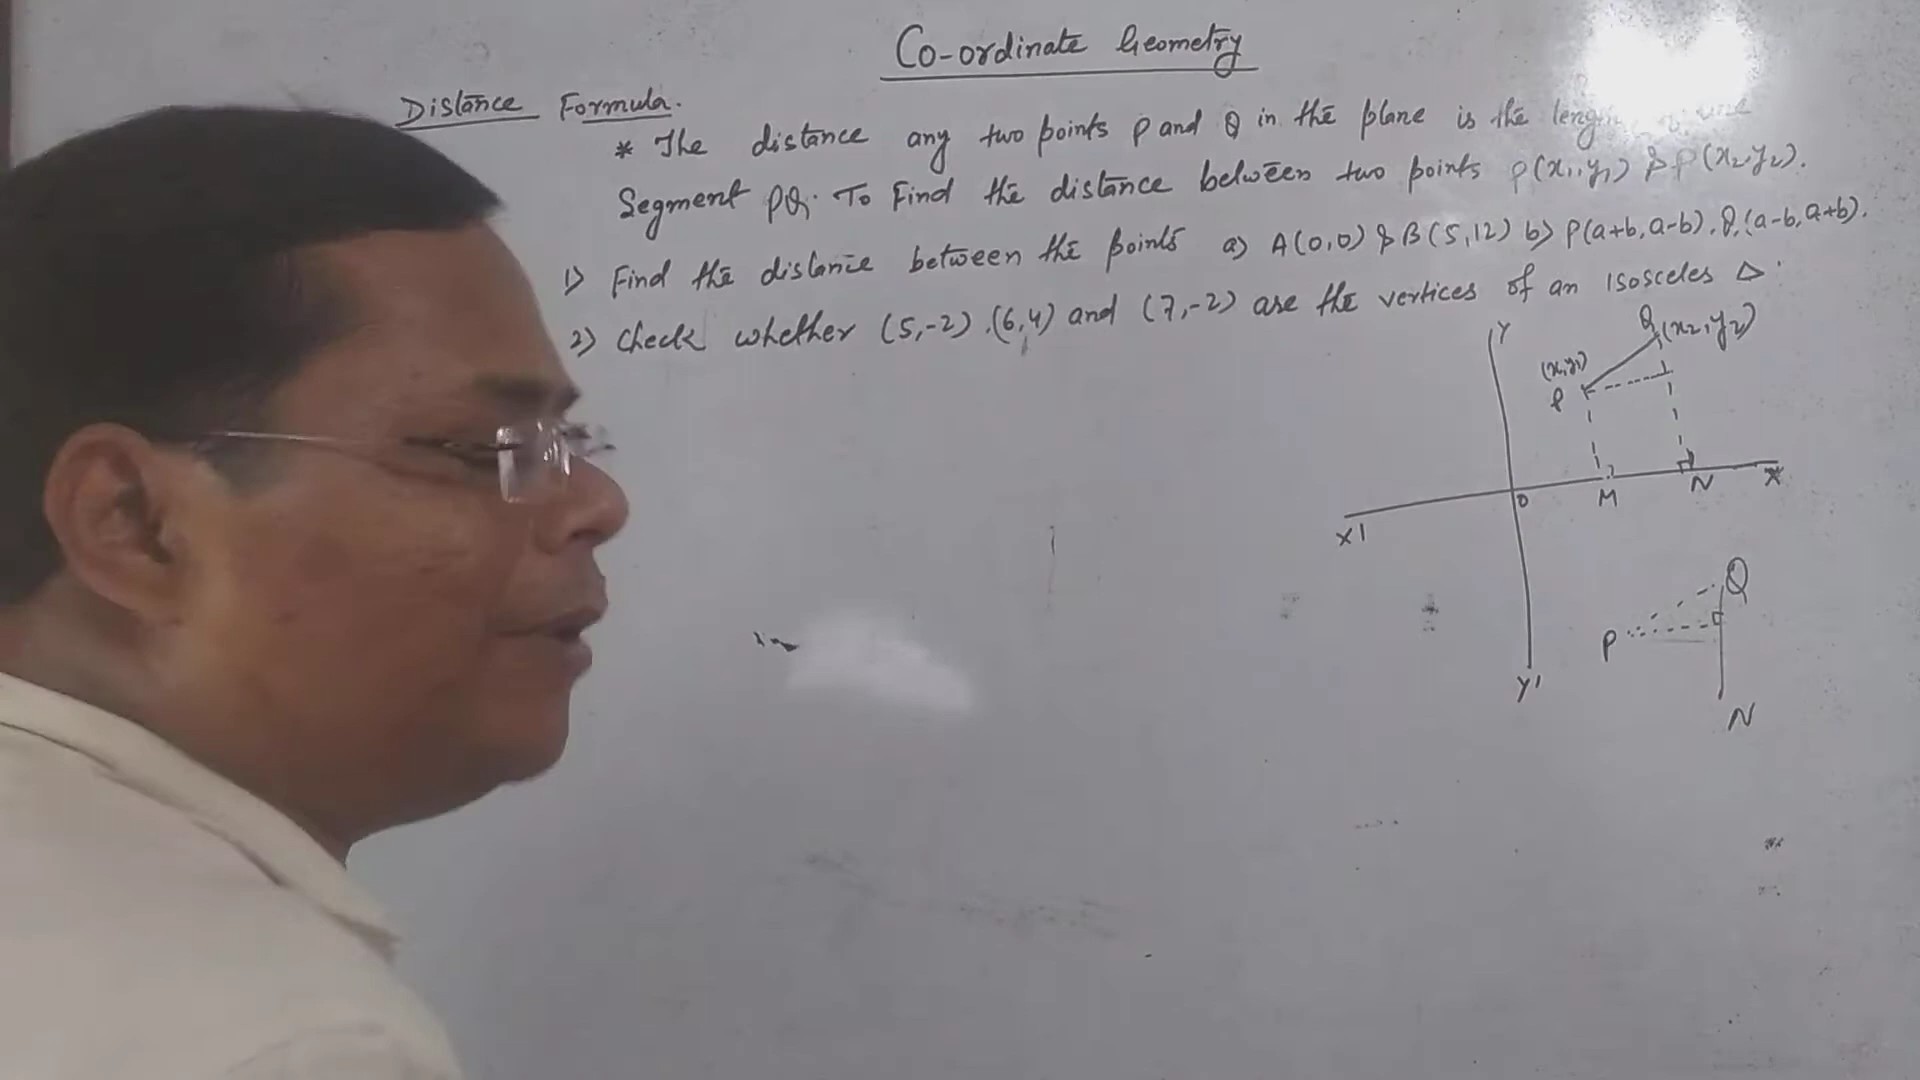 Co-ordinate Geometry
Distance Formula.
* The distance any two points P and Q in the plane is the
Segment PQ. To Find the distance between two points P(x₁,y₁) & P(x₂,y₂).
1) Find the distance between the points a) A(0,0) & B(5,12) b) P(a+b,a-b), Q(a-b,a+b).
2) Check whether (5,-2), (6,4) and (7,-2) are the vertices of an isosceles Δ.
Y
Q(x₂,y₂)
(x,y₁)
P
X1 O M N X
Q
P
Y'
N